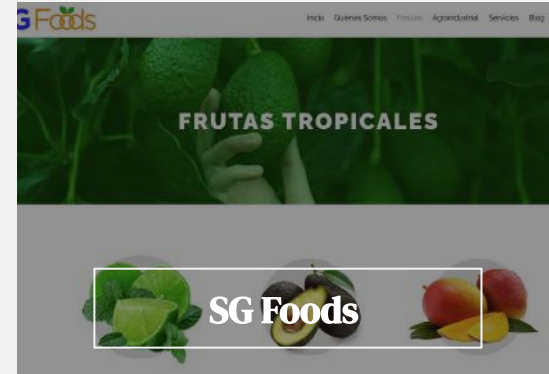 SG Foods
Inicio Quiénes Somos Frescos Agroindustrial Servicios Blog
FRUTAS TROPICALES
SG Foods